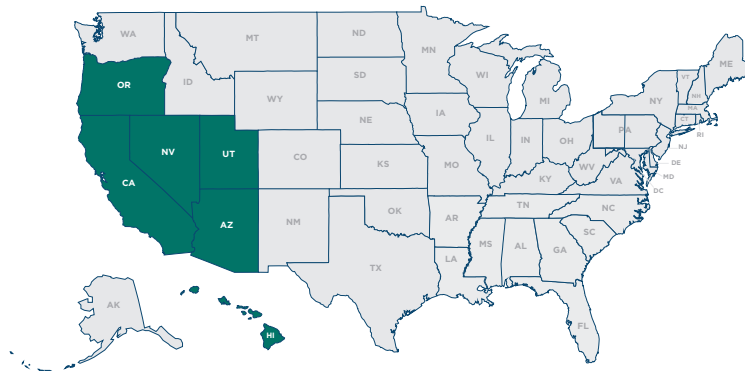 WA
MT
ND
MN
ME
VT
NH
OR
ID
SD
WI
MI
NY
MA
WY
CT
RI
IA
NE
PA
NJ
NV
UT
IL
IN
OH
DE
CO
MD
CA
KS
MO
WV
VA
KY
DC
TN
NC
AZ
NM
OK
AR
SC
MS
AL
GA
LA
TX
AK
FL
HI